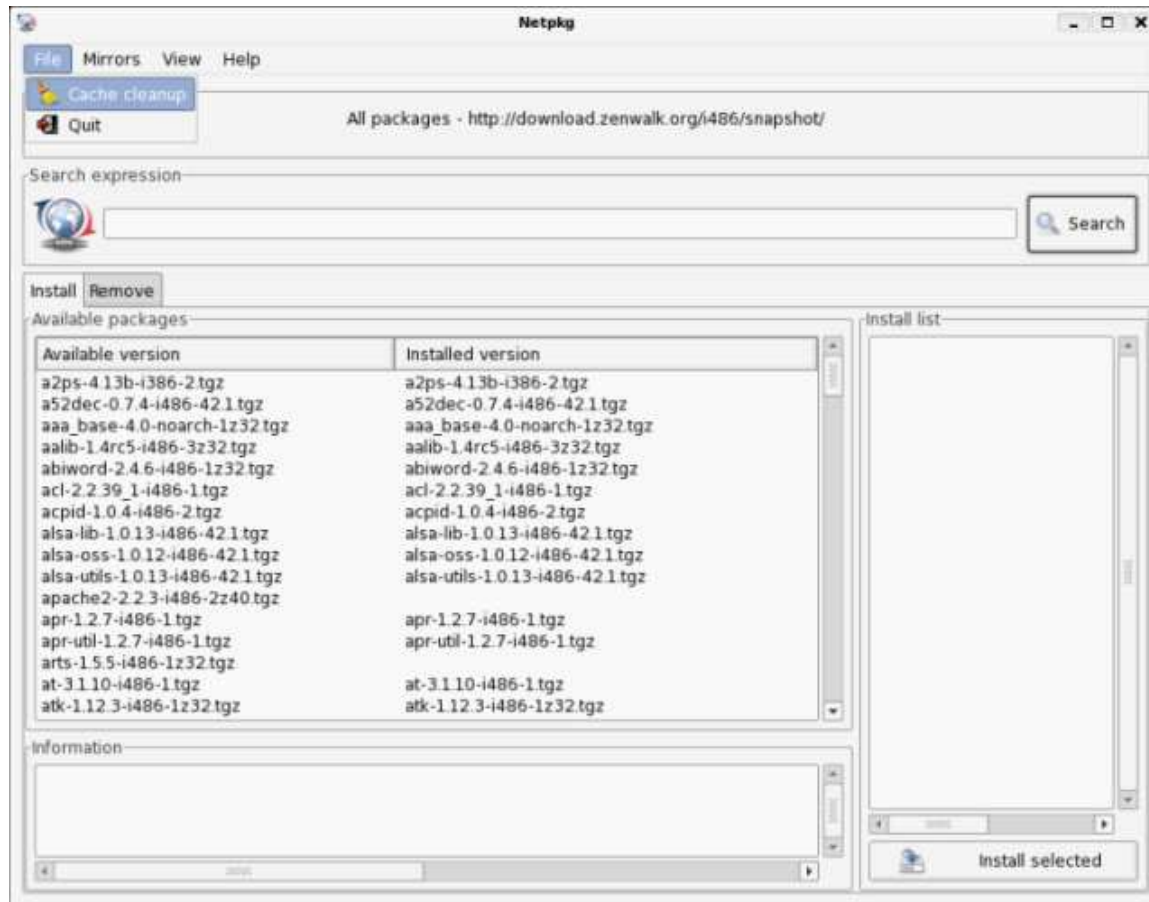 Netpkg
File Mirrors View Help
Cache cleanup
Quit
All packages - http://download.zenwalk.org/i486/snapshot/
Search expression
Search
Install Remove
Available packages
Available version Installed version
a2ps-4.13b-i386-2.tgz a2ps-4.13b-i386-2.tgz
a52dec-0.7.4-i486-42.1.tgz a52dec-0.7.4-i486-42.1.tgz
aaa_base-4.0-noarch-1z32.tgz aaa_base-4.0-noarch-1z32.tgz
aalib-1.4rc5-i486-3z32.tgz aalib-1.4rc5-i486-3z32.tgz
abiword-2.4.6-i486-1z32.tgz abiword-2.4.6-i486-1z32.tgz
acl-2.2.39_1-i486-1.tgz acl-2.2.39_1-i486-1.tgz
acpid-1.0.4-i486-2.tgz acpid-1.0.4-i486-2.tgz
alsa-lib-1.0.13-i486-42.1.tgz alsa-lib-1.0.13-i486-42.1.tgz
alsa-oss-1.0.12-i486-42.1.tgz alsa-oss-1.0.12-i486-42.1.tgz
alsa-utils-1.0.13-i486-42.1.tgz alsa-utils-1.0.13-i486-42.1.tgz
apache2-2.2.3-i486-2z40.tgz
apr-1.2.7-i486-1.tgz apr-1.2.7-i486-1.tgz
apr-util-1.2.7-i486-1.tgz apr-util-1.2.7-i486-1.tgz
arts-1.5.5-i486-1z32.tgz
at-3.1.10-i486-1.tgz at-3.1.10-i486-1.tgz
atk-1.12.3-i486-1z32.tgz atk-1.12.3-i486-1z32.tgz
Install list
Information
Install selected